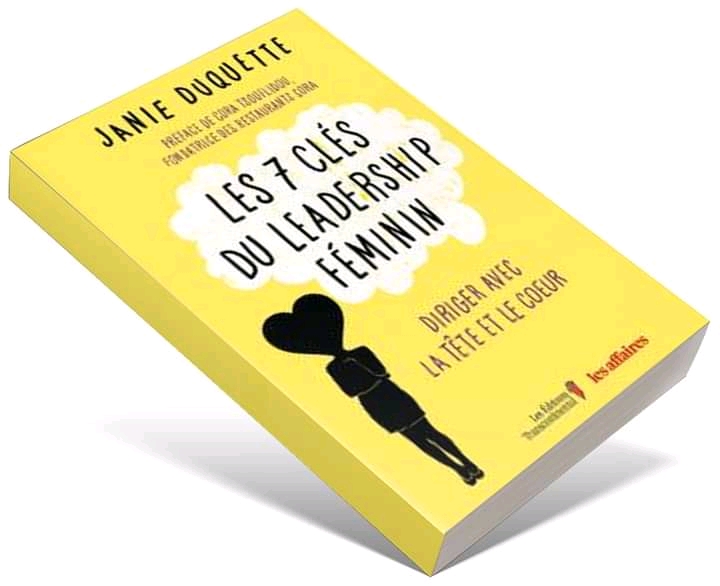 JANIE DUQUETTE
PRÉFACE DE CORA TSOUFLIDOU,
FONDATRICE DES RESTAURANTS CORA
LES 7 CLÉS
DU LEADERSHIP
FÉMININ
DIRIGER AVEC
LA TÊTE ET LE COEUR
Les Éditions
Transcontinental
les affaires